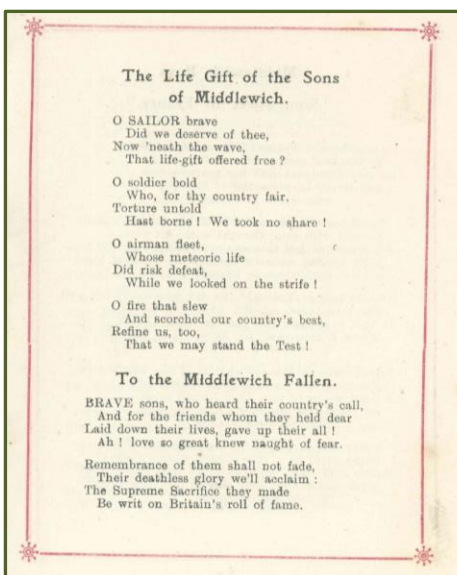 The Life Gift of the Sons
of Middlewich.
O SAILOR brave
Did we deserve of thee,
Now 'neath the wave,
That life-gift offered free ?
O soldier bold
Who, for thy country fair.
Torture untold
Hast borne ! We took no share !
O airman fleet,
Whose meteoric life
Did risk defeat,
While we looked on the strife !
O fire that slew
And scorched our country's best,
Refine us, too,
That we may stand the Test !
To the Middlewich Fallen.
BRAVE sons, who heard their country's call,
And for the friends whom they held dear
Laid down their lives, gave up their all !
Ah ! love so great knew naught of fear.
Remembrance of them shall not fade,
Their deathless glory we'll acclaim :
The Supreme Sacrifice they made
Be writ on Britain's roll of fame.